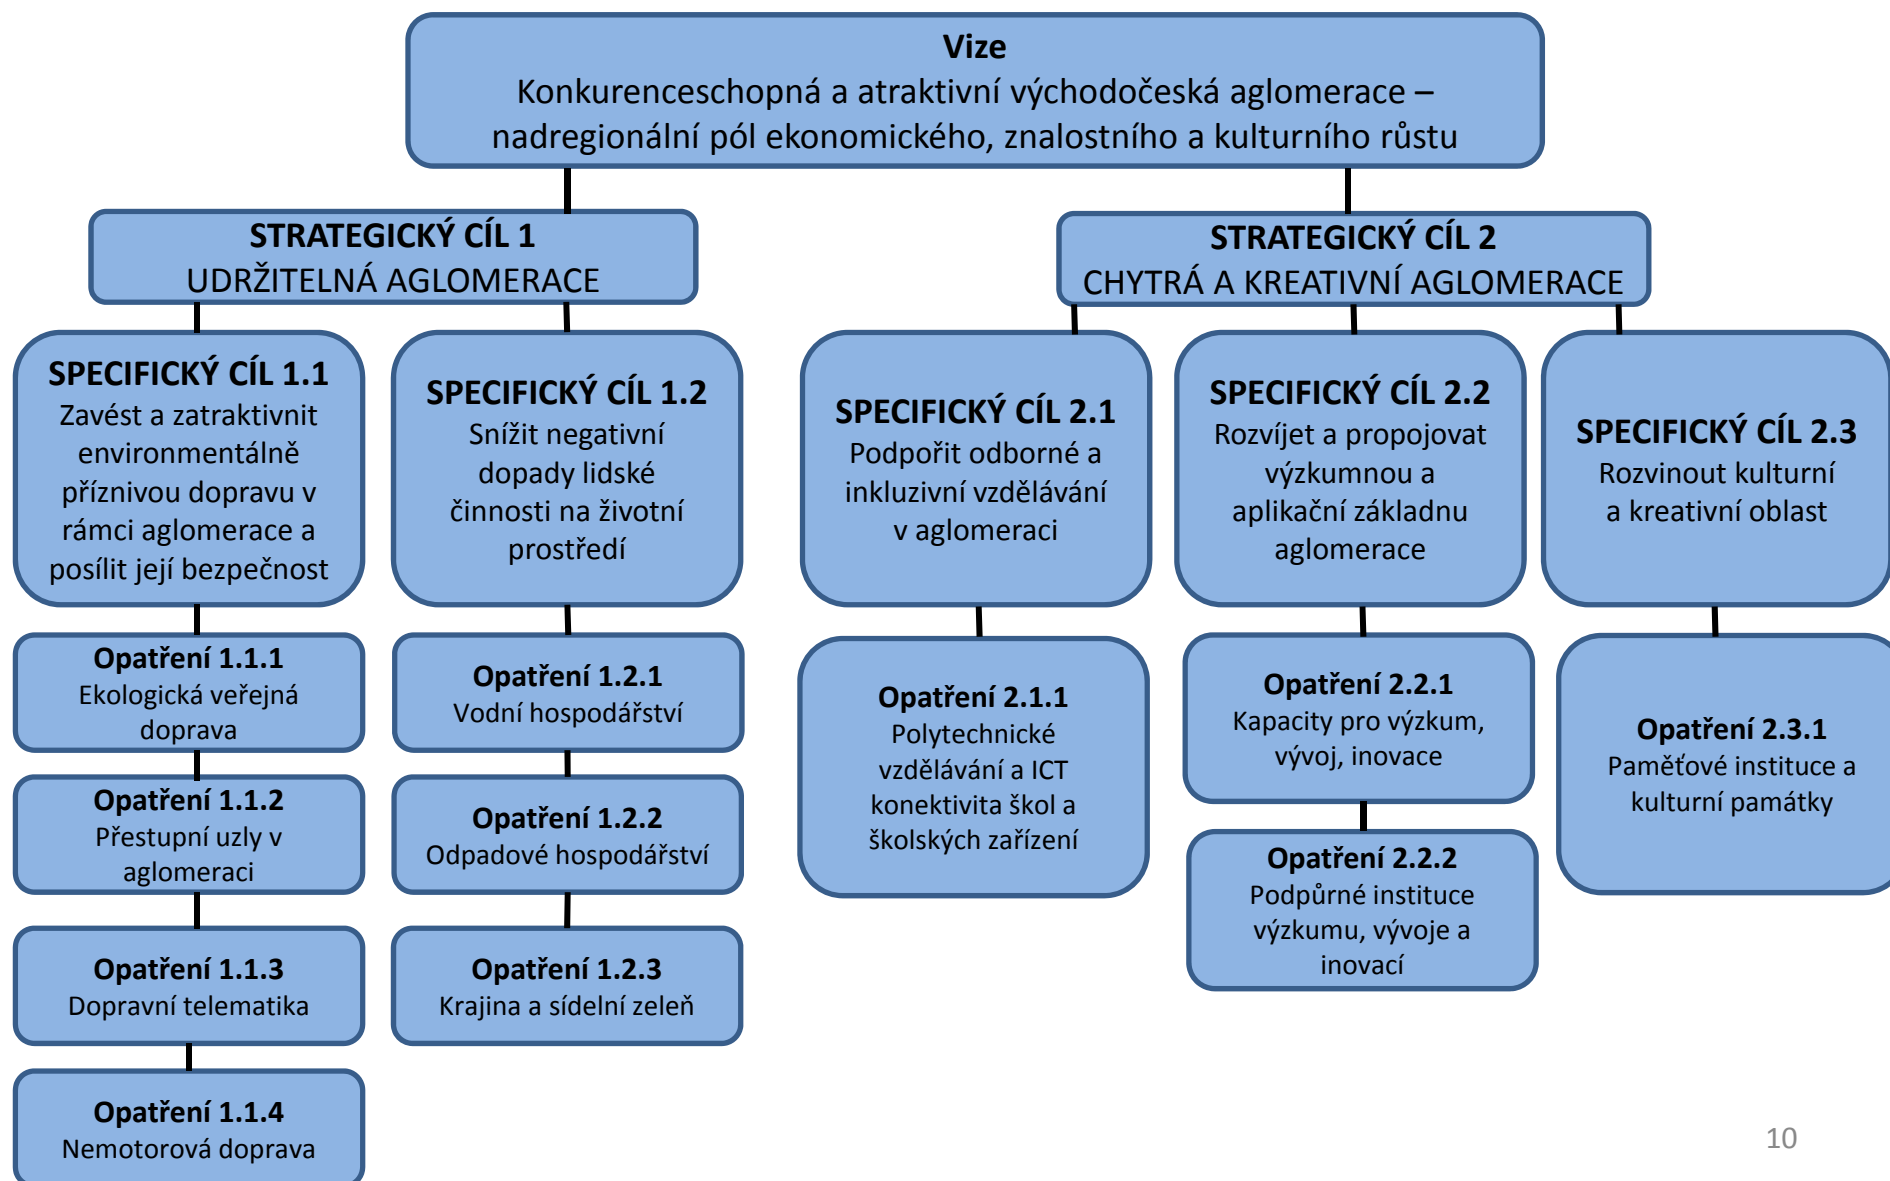 Vize
Konkurenceschopná a atraktivní východočeská aglomerace –
nadregionální pól ekonomického, znalostního a kulturního růstu
STRATEGICKÝ CÍL 1
UDRŽITELNÁ AGLOMERACE
STRATEGICKÝ CÍL 2
CHYTRÁ A KREATIVNÍ AGLOMERACE
SPECIFICKÝ CÍL 1.1
Zavést a zatraktivnit
environmentálně
příznivou dopravu v
rámci aglomerace a
posílit její bezpečnost
SPECIFICKÝ CÍL 1.2
Snížit negativní
dopady lidské
činnosti na životní
prostředí
SPECIFICKÝ CÍL 2.1
Podpořit odborné a
inkluzivní vzdělávání
v aglomeraci
SPECIFICKÝ CÍL 2.2
Rozvíjet a propojovat
výzkumnou a
aplikační základnu
aglomerace
SPECIFICKÝ CÍL 2.3
Rozvinout kulturní
a kreativní oblast
Opatření 1.1.1
Ekologická veřejná
doprava
Opatření 1.1.2
Přestupní uzly v
aglomeraci
Opatření 1.1.3
Dopravní telematika
Opatření 1.1.4
Nemotorová doprava
Opatření 1.2.1
Vodní hospodářství
Opatření 1.2.2
Odpadové hospodářství
Opatření 1.2.3
Krajina a sídelní zeleň
Opatření 2.1.1
Polytechnické
vzdělávání a ICT
konektivita škol a
školských zařízení
Opatření 2.2.1
Kapacity pro výzkum,
vývoj, inovace
Opatření 2.2.2
Podpůrné instituce
výzkumu, vývoje a
inovací
Opatření 2.3.1
Paměťové instituce a
kulturní památky
10